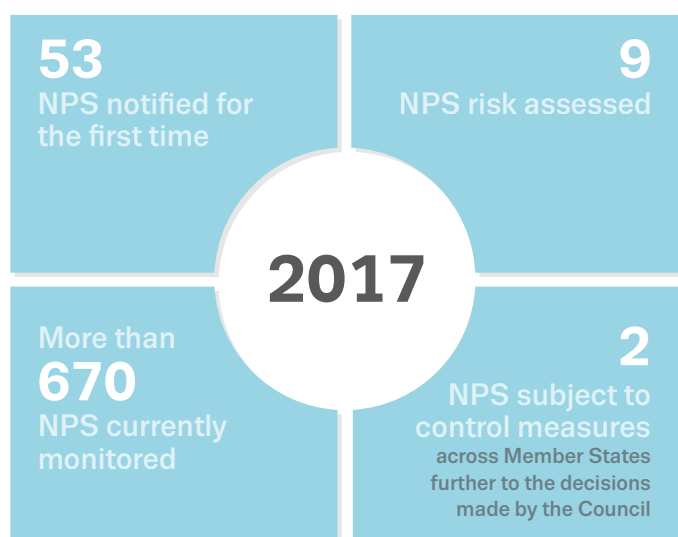 53
NPS notified for
the first time
9
NPS risk assessed
2017
More than
670
NPS currently
monitored
2
NPS subject to
control measures
across Member States
further to the decisions
made by the Council